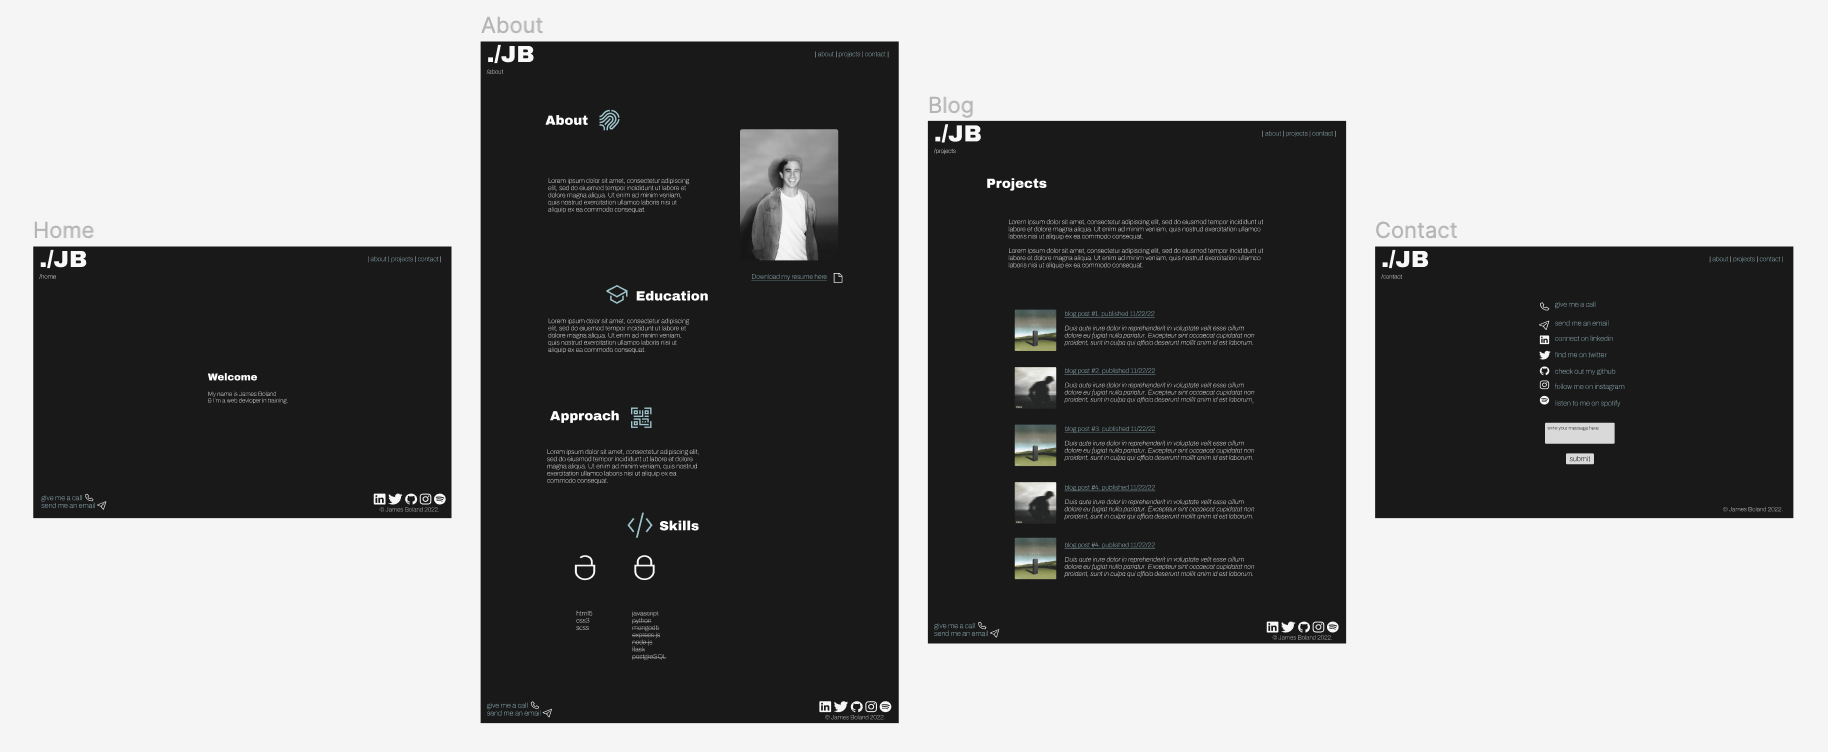 Home
./JB
| about | projects | contact |
/home
Welcome
My name is James Boland
& I'm a web devloper in training.
give me a call
send me an email
© James Boland 2022.
About
./JB
| about | projects | contact |
/about
About
Lorem ipsum dolor sit amet, consectetur adipiscing
elit, sed do eiusmod tempor incididunt ut labore et
dolore magna aliqua. Ut enim ad minim veniam,
quis nostrud exercitation ullamco laboris nisi ut
aliquip ex ea commodo consequat.
Download my resume here
Education
Lorem ipsum dolor sit amet, consectetur adipiscing
elit, sed do eiusmod tempor incididunt ut labore et
dolore magna aliqua. Ut enim ad minim veniam,
quis nostrud exercitation ullamco laboris nisi ut
aliquip ex ea commodo consequat.
Approach
Lorem ipsum dolor sit amet, consectetur adipiscing elit,
sed do eiusmod tempor incididunt ut labore et dolore
magna aliqua. Ut enim ad minim veniam, quis nostrud
exercitation ullamco laboris nisi ut aliquip ex ea
commodo consequat.
Skills
html5
css3
scss
javascript
python
mongodb
express.js
node.js
flask
postgreSQL
give me a call
send me an email
© James Boland 2022.
Blog
./JB
| about | projects | contact |
/projects
Projects
Lorem ipsum dolor sit amet, consectetur adipiscing elit, sed do eiusmod tempor incididunt ut
labore et dolore magna aliqua. Ut enim ad minim veniam, quis nostrud exercitation ullamco
laboris nisi ut aliquip ex ea commodo consequat.
Lorem ipsum dolor sit amet, consectetur adipiscing elit, sed do eiusmod tempor incididunt ut
labore et dolore magna aliqua. Ut enim ad minim veniam, quis nostrud exercitation ullamco
laboris nisi ut aliquip ex ea commodo consequat.
blog post #1. published 11/22/22
Duis aute irure dolor in reprehenderit in voluptate velit esse cillum
dolore eu fugiat nulla pariatur. Excepteur sint occaecat cupidatat non
proident, sunt in culpa qui officia deserunt mollit anim id est laborum.
blog post #2. published 11/22/22
Duis aute irure dolor in reprehenderit in voluptate velit esse cillum
dolore eu fugiat nulla pariatur. Excepteur sint occaecat cupidatat non
proident, sunt in culpa qui officia deserunt mollit anim id est laborum.
blog post #3. published 11/22/22
Duis aute irure dolor in reprehenderit in voluptate velit esse cillum
dolore eu fugiat nulla pariatur. Excepteur sint occaecat cupidatat non
proident, sunt in culpa qui officia deserunt mollit anim id est laborum.
blog post #4. published 11/22/22
Duis aute irure dolor in reprehenderit in voluptate velit esse cillum
dolore eu fugiat nulla pariatur. Excepteur sint occaecat cupidatat non
proident, sunt in culpa qui officia deserunt mollit anim id est laborum.
blog post #4. published 11/22/22
Duis aute irure dolor in reprehenderit in voluptate velit esse cillum
dolore eu fugiat nulla pariatur. Excepteur sint occaecat cupidatat non
proident, sunt in culpa qui officia deserunt mollit anim id est laborum.
give me a call
send me an email
© James Boland 2022.
Contact
./JB
| about | projects | contact |
/contact
give me a call
send me an email
connect on linkedin
find me on twitter
check out my github
follow me on instagram
listen to me on spotify
write your message here
submit
© James Boland 2022.